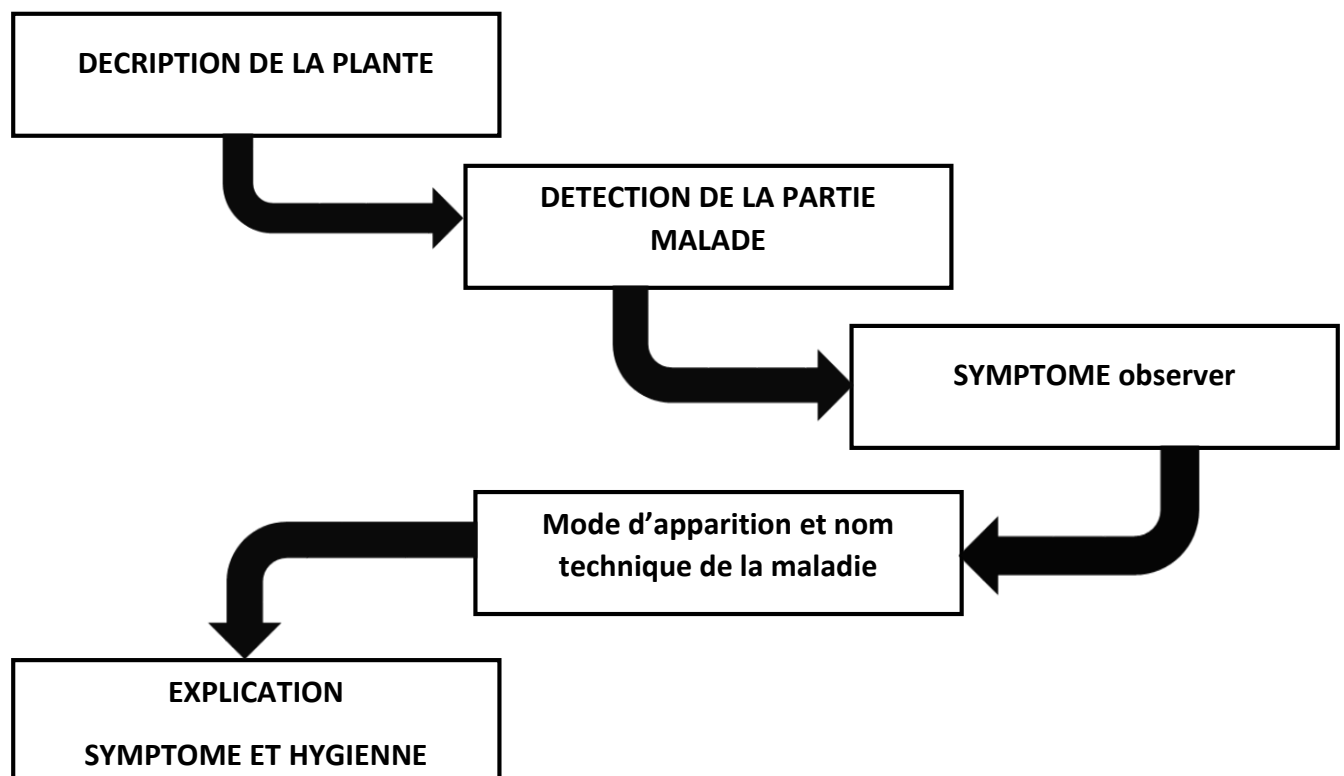 DECRIPTION DE LA PLANTE
DETECTION DE LA PARTIE
MALADE
SYMPTOME observer
Mode d’apparition et nom
technique de la maladie
EXPLICATION
SYMPTOME ET HYGIENNE